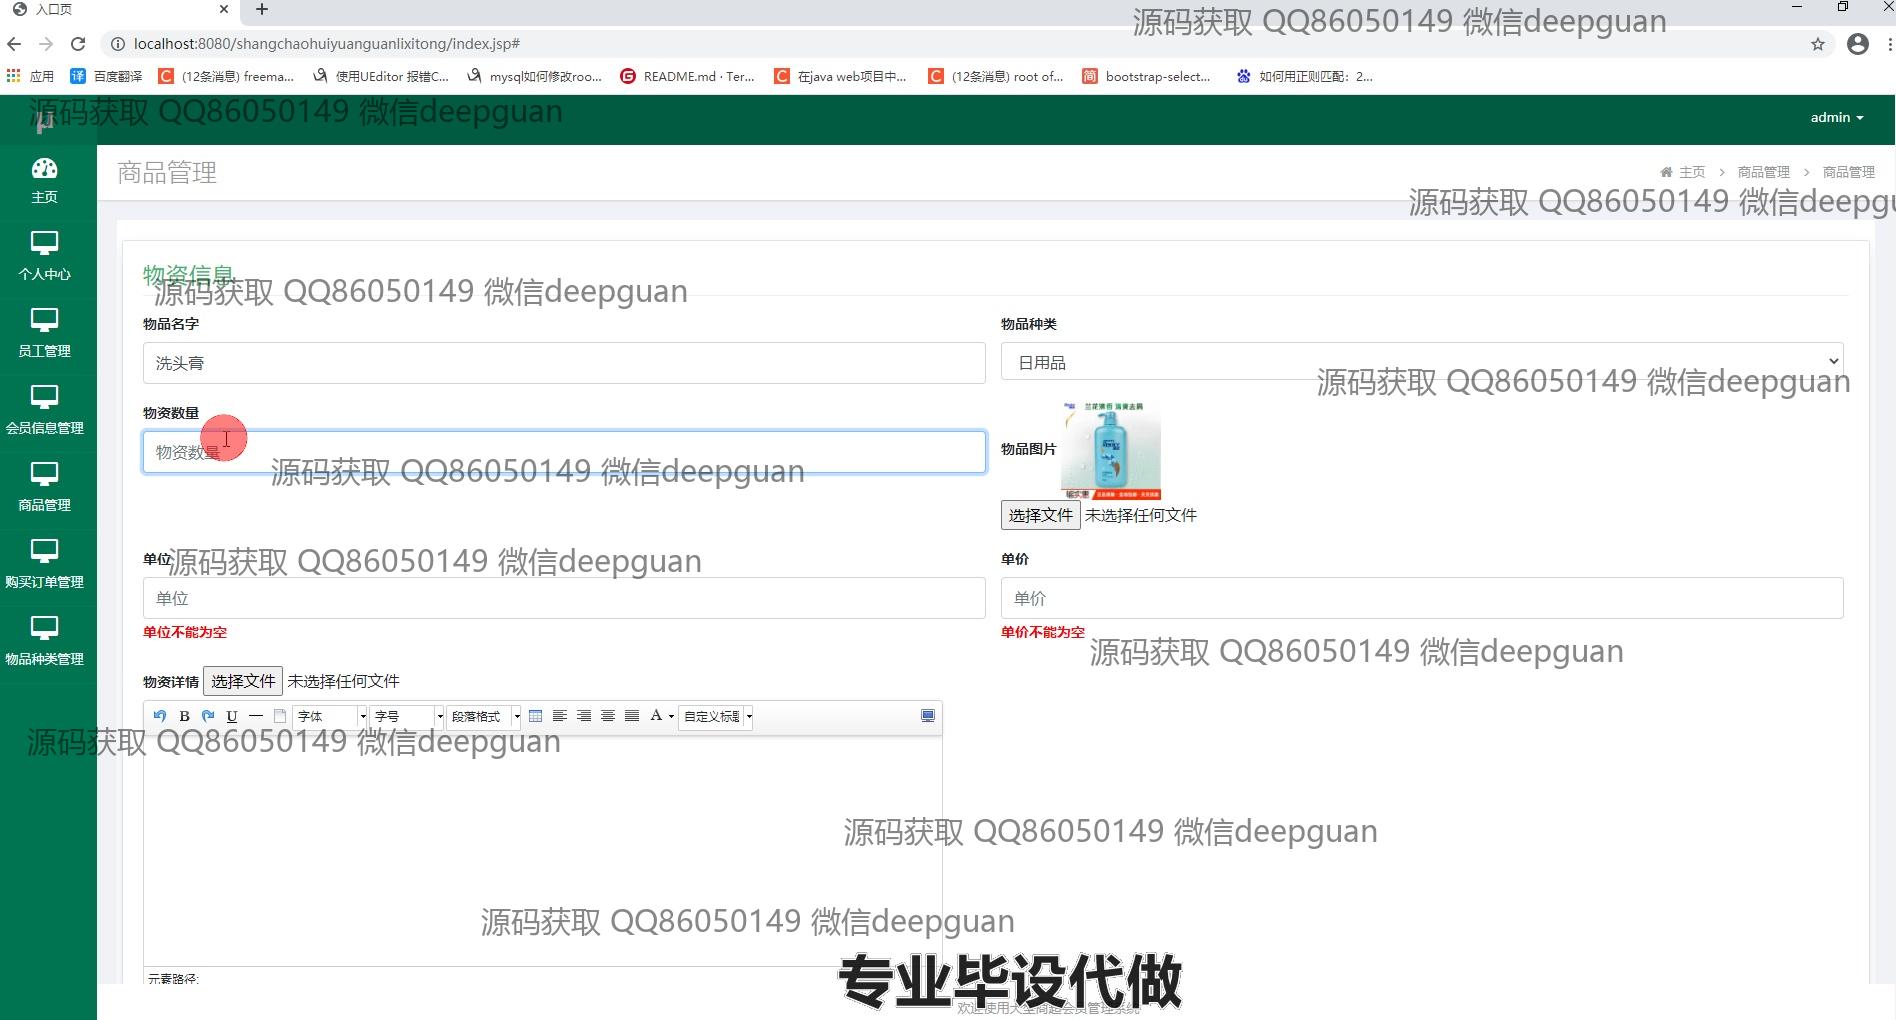 入口页
源码获取 QQ86050149 微信deepguan
localhost:8080/shangchaohuiyuanguanlixitong/index.jsp#
应用 百度翻译 (12条消息) freema... 使用UEditor 报错C... mysql如何修改roo... README.md · Ter... 在java web项目中... (12条消息) root of... bootstrap-select... 如何用正则匹配：2...
源码获取 QQ86050149 微信deepguan
μ
admin
主页
商品管理
主页 > 商品管理 > 商品管理
源码获取 QQ86050149 微信deepgu
个人中心
物资信息
源码获取 QQ86050149 微信deepguan
物品名字
物品种类
员工管理
洗头膏
日用品
源码获取 QQ86050149 微信deepguan
会员信息管理
物资数量
兰花清香 清爽去屑
物资数量
物品图片
源码获取 QQ86050149 微信deepguan
商品管理
选择文件 未选择任何文件
单位
单价
源码获取 QQ86050149 微信deepguan
购买订单管理
单位
单价
单位不能为空
单价不能为空
源码获取 QQ86050149 微信deepguan
物品种类管理
物资详情 选择文件 未选择任何文件
B U 字体 字号 段落格式 A 自定义标题
源码获取 QQ86050149 微信deepguan
源码获取 QQ86050149 微信deepguan
源码获取 QQ86050149 微信deepguan
元素路径:
专业毕设代做
欢迎使用大型商超会员管理系统